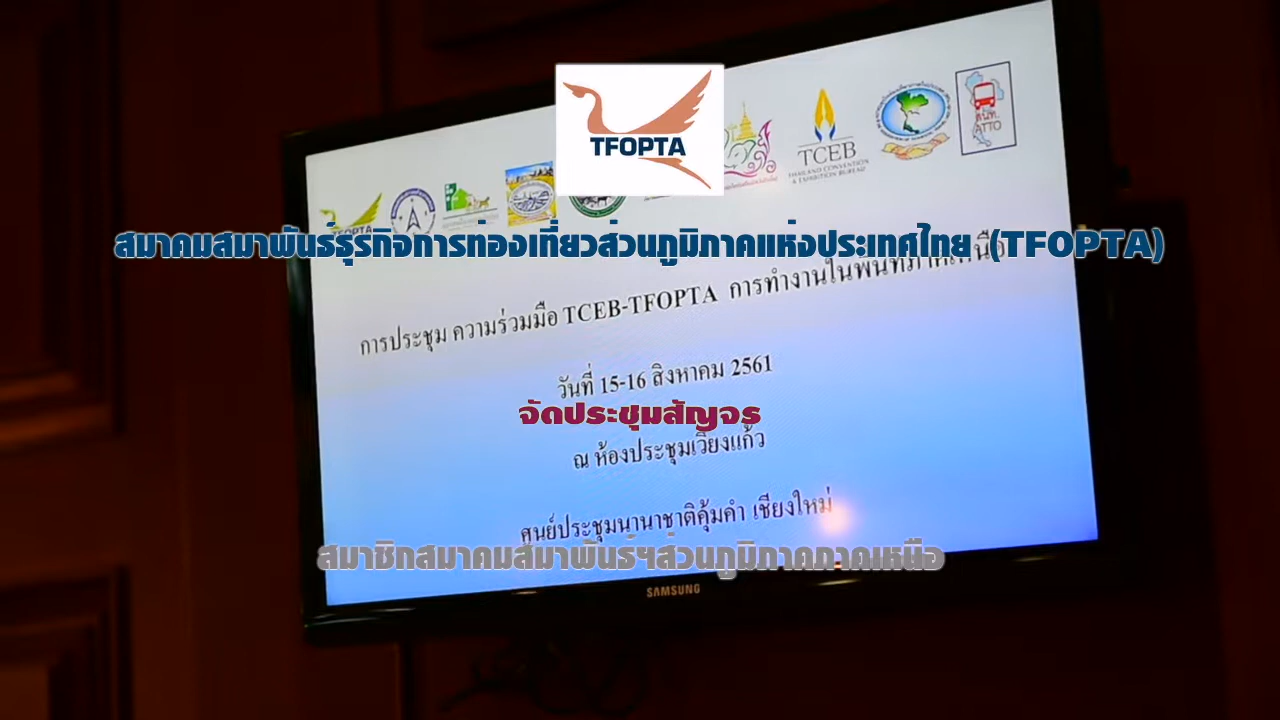 TFOPTA
TCEB
THAILAND CONVENTION
& EXHIBITION BUREAU
สนท.
ATTO
สมาคมสมาพันธ์ธุรกิจการท่องเที่ยวส่วนภูมิภาคแห่งประเทศไทย (TFOPTA)
การประชุม ความร่วมมือ TCEB-TFOPTA การทำงานในพื้นที่ภาคเหนือ
วันที่ 15-16 สิงหาคม 2561
จัดประชุมสัญจร
ณ ห้องประชุมเวียงแก้ว
ศูนย์ประชุมนานาชาติคุ้มคำ เชียงใหม่
สมาชิกสมาคมสมาพันธ์ฯส่วนภูมิภาคภาคเหนือ
SAMSUNG